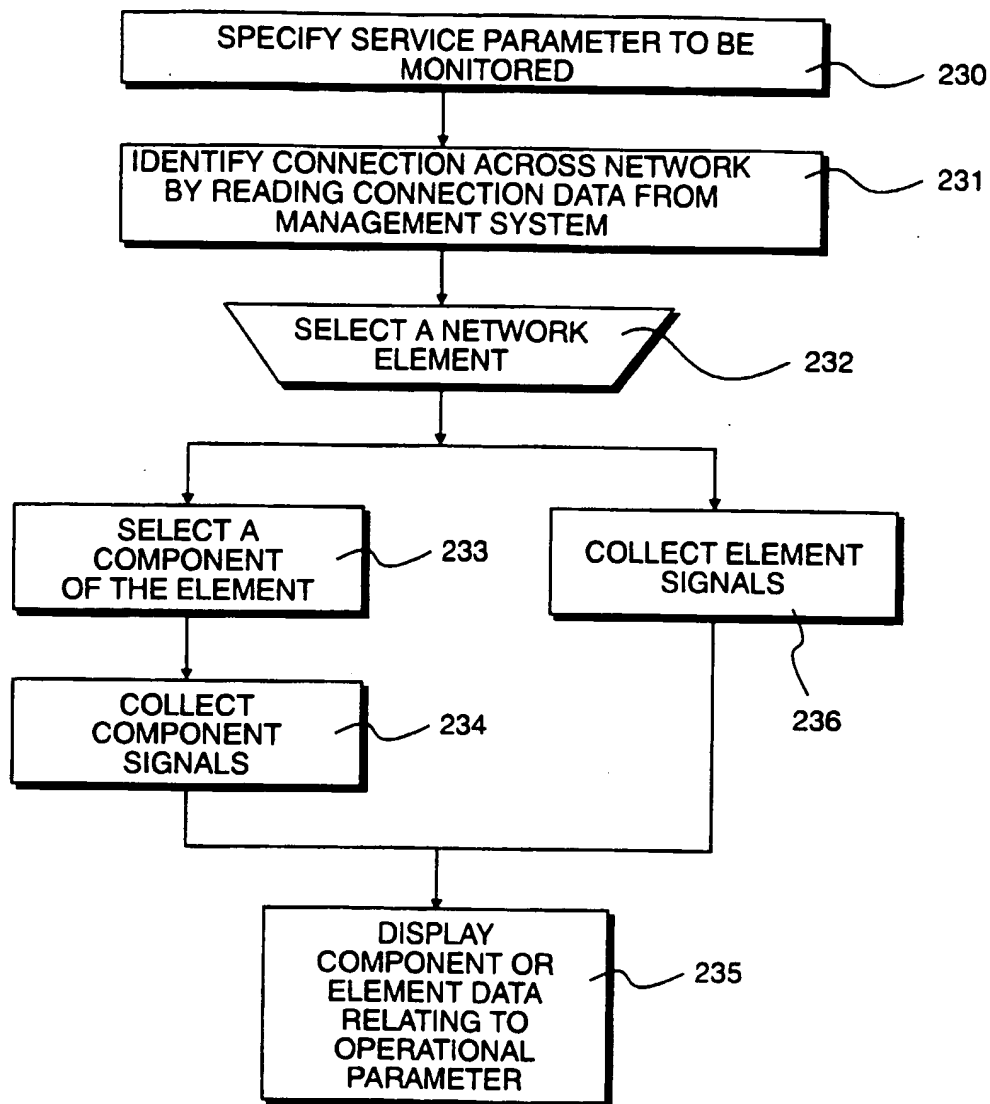 SPECIFY SERVICE PARAMETER TO BE
MONITORED
230
IDENTIFY CONNECTION ACROSS NETWORK
BY READING CONNECTION DATA FROM
MANAGEMENT SYSTEM
231
SELECT A NETWORK
ELEMENT
232
SELECT A
COMPONENT
OF THE ELEMENT
233
COLLECT ELEMENT
SIGNALS
236
COLLECT
COMPONENT
SIGNALS
234
DISPLAY
COMPONENT OR
ELEMENT DATA
RELATING TO
OPERATIONAL
PARAMETER
235